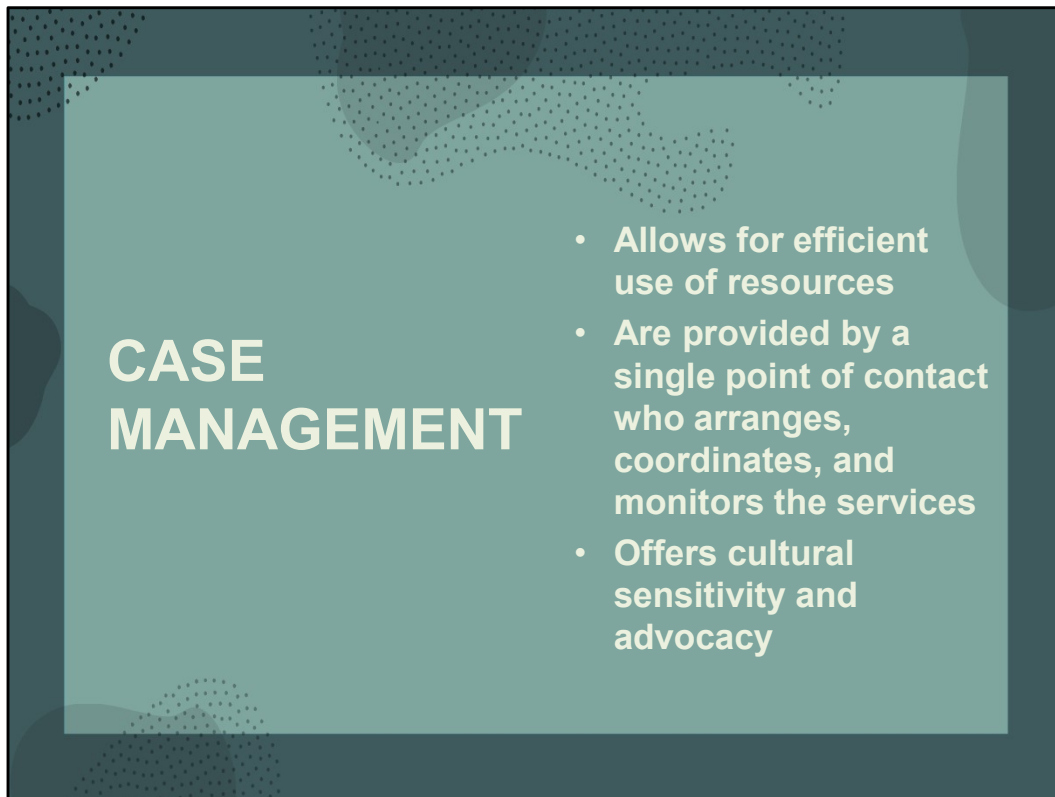 CASE
MANAGEMENT
• Allows for efficient
use of resources
• Are provided by a
single point of contact
who arranges,
coordinates, and
monitors the services
• Offers cultural
sensitivity and
advocacy